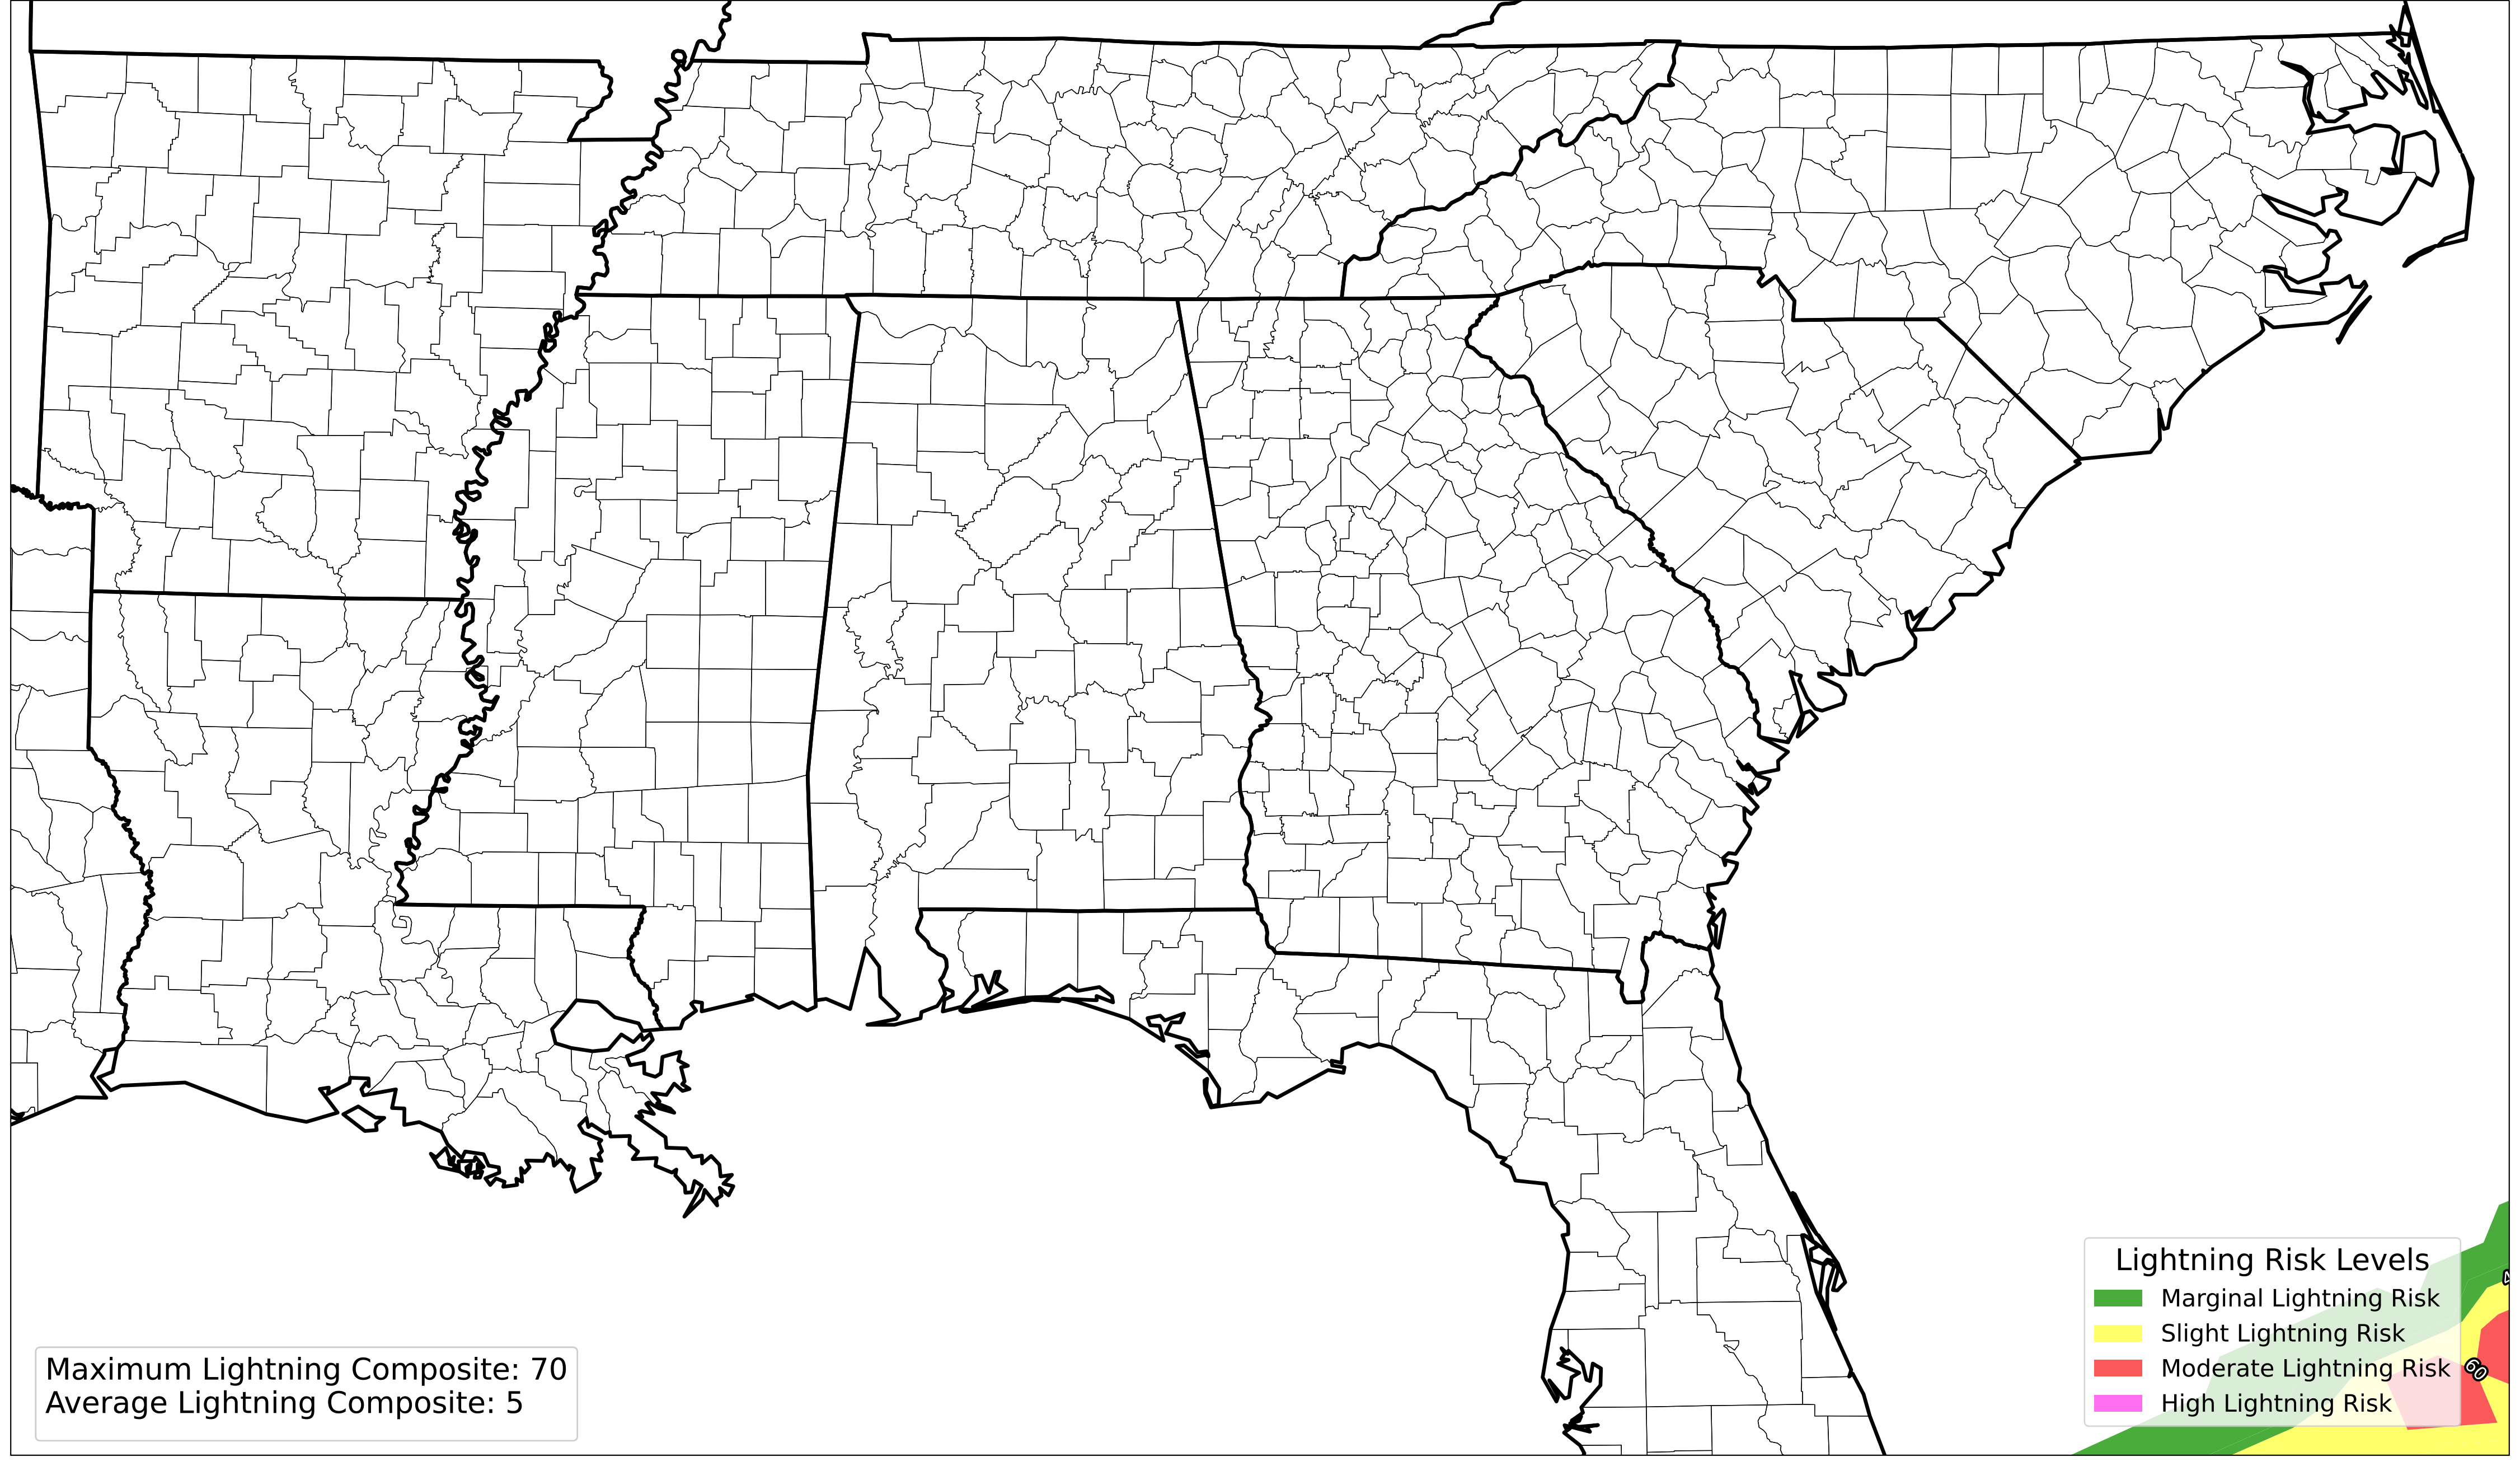 Lightning Risk Levels
Marginal Lightning Risk
Slight Lightning Risk
Moderate Lightning Risk
High Lightning Risk
60
Maximum Lightning Composite: 70
Average Lightning Composite: 5